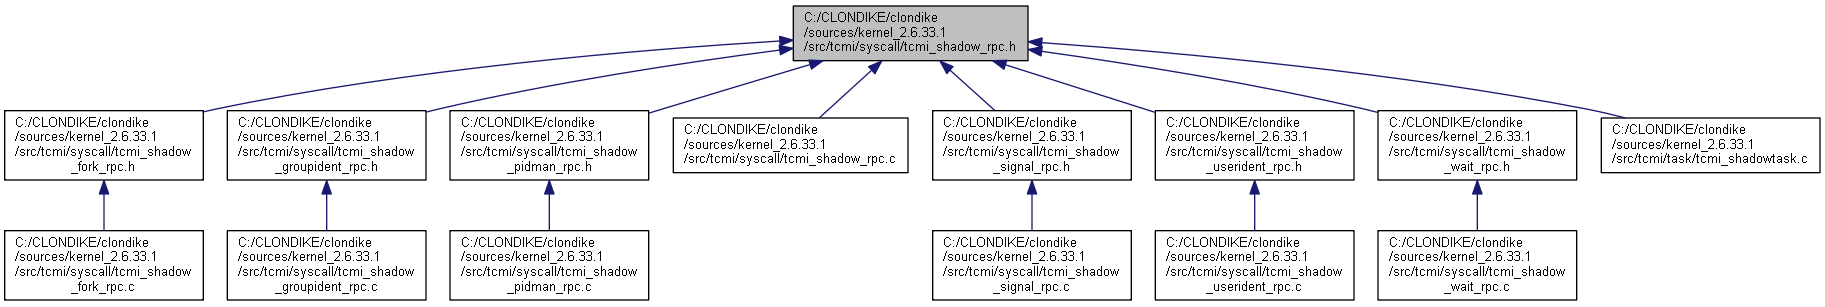 C:/CLONDIKE/clondike
/sources/kernel_2.6.33.1
/src/tcmi/syscall/tcmi_shadow_rpc.h
C:/CLONDIKE/clondike
/sources/kernel_2.6.33.1
/src/tcmi/syscall/tcmi_shadow
_fork_rpc.h
C:/CLONDIKE/clondike
/sources/kernel_2.6.33.1
/src/tcmi/syscall/tcmi_shadow
_groupident_rpc.h
C:/CLONDIKE/clondike
/sources/kernel_2.6.33.1
/src/tcmi/syscall/tcmi_shadow
_pidman_rpc.h
C:/CLONDIKE/clondike
/sources/kernel_2.6.33.1
/src/tcmi/syscall/tcmi_shadow_rpc.c
C:/CLONDIKE/clondike
/sources/kernel_2.6.33.1
/src/tcmi/syscall/tcmi_shadow
_signal_rpc.h
C:/CLONDIKE/clondike
/sources/kernel_2.6.33.1
/src/tcmi/syscall/tcmi_shadow
_userident_rpc.h
C:/CLONDIKE/clondike
/sources/kernel_2.6.33.1
/src/tcmi/syscall/tcmi_shadow
_wait_rpc.h
C:/CLONDIKE/clondike
/sources/kernel_2.6.33.1
/src/tcmi/task/tcmi_shadowtask.c
C:/CLONDIKE/clondike
/sources/kernel_2.6.33.1
/src/tcmi/syscall/tcmi_shadow
_fork_rpc.c
C:/CLONDIKE/clondike
/sources/kernel_2.6.33.1
/src/tcmi/syscall/tcmi_shadow
_groupident_rpc.c
C:/CLONDIKE/clondike
/sources/kernel_2.6.33.1
/src/tcmi/syscall/tcmi_shadow
_pidman_rpc.c
C:/CLONDIKE/clondike
/sources/kernel_2.6.33.1
/src/tcmi/syscall/tcmi_shadow
_signal_rpc.c
C:/CLONDIKE/clondike
/sources/kernel_2.6.33.1
/src/tcmi/syscall/tcmi_shadow
_userident_rpc.c
C:/CLONDIKE/clondike
/sources/kernel_2.6.33.1
/src/tcmi/syscall/tcmi_shadow
_wait_rpc.c